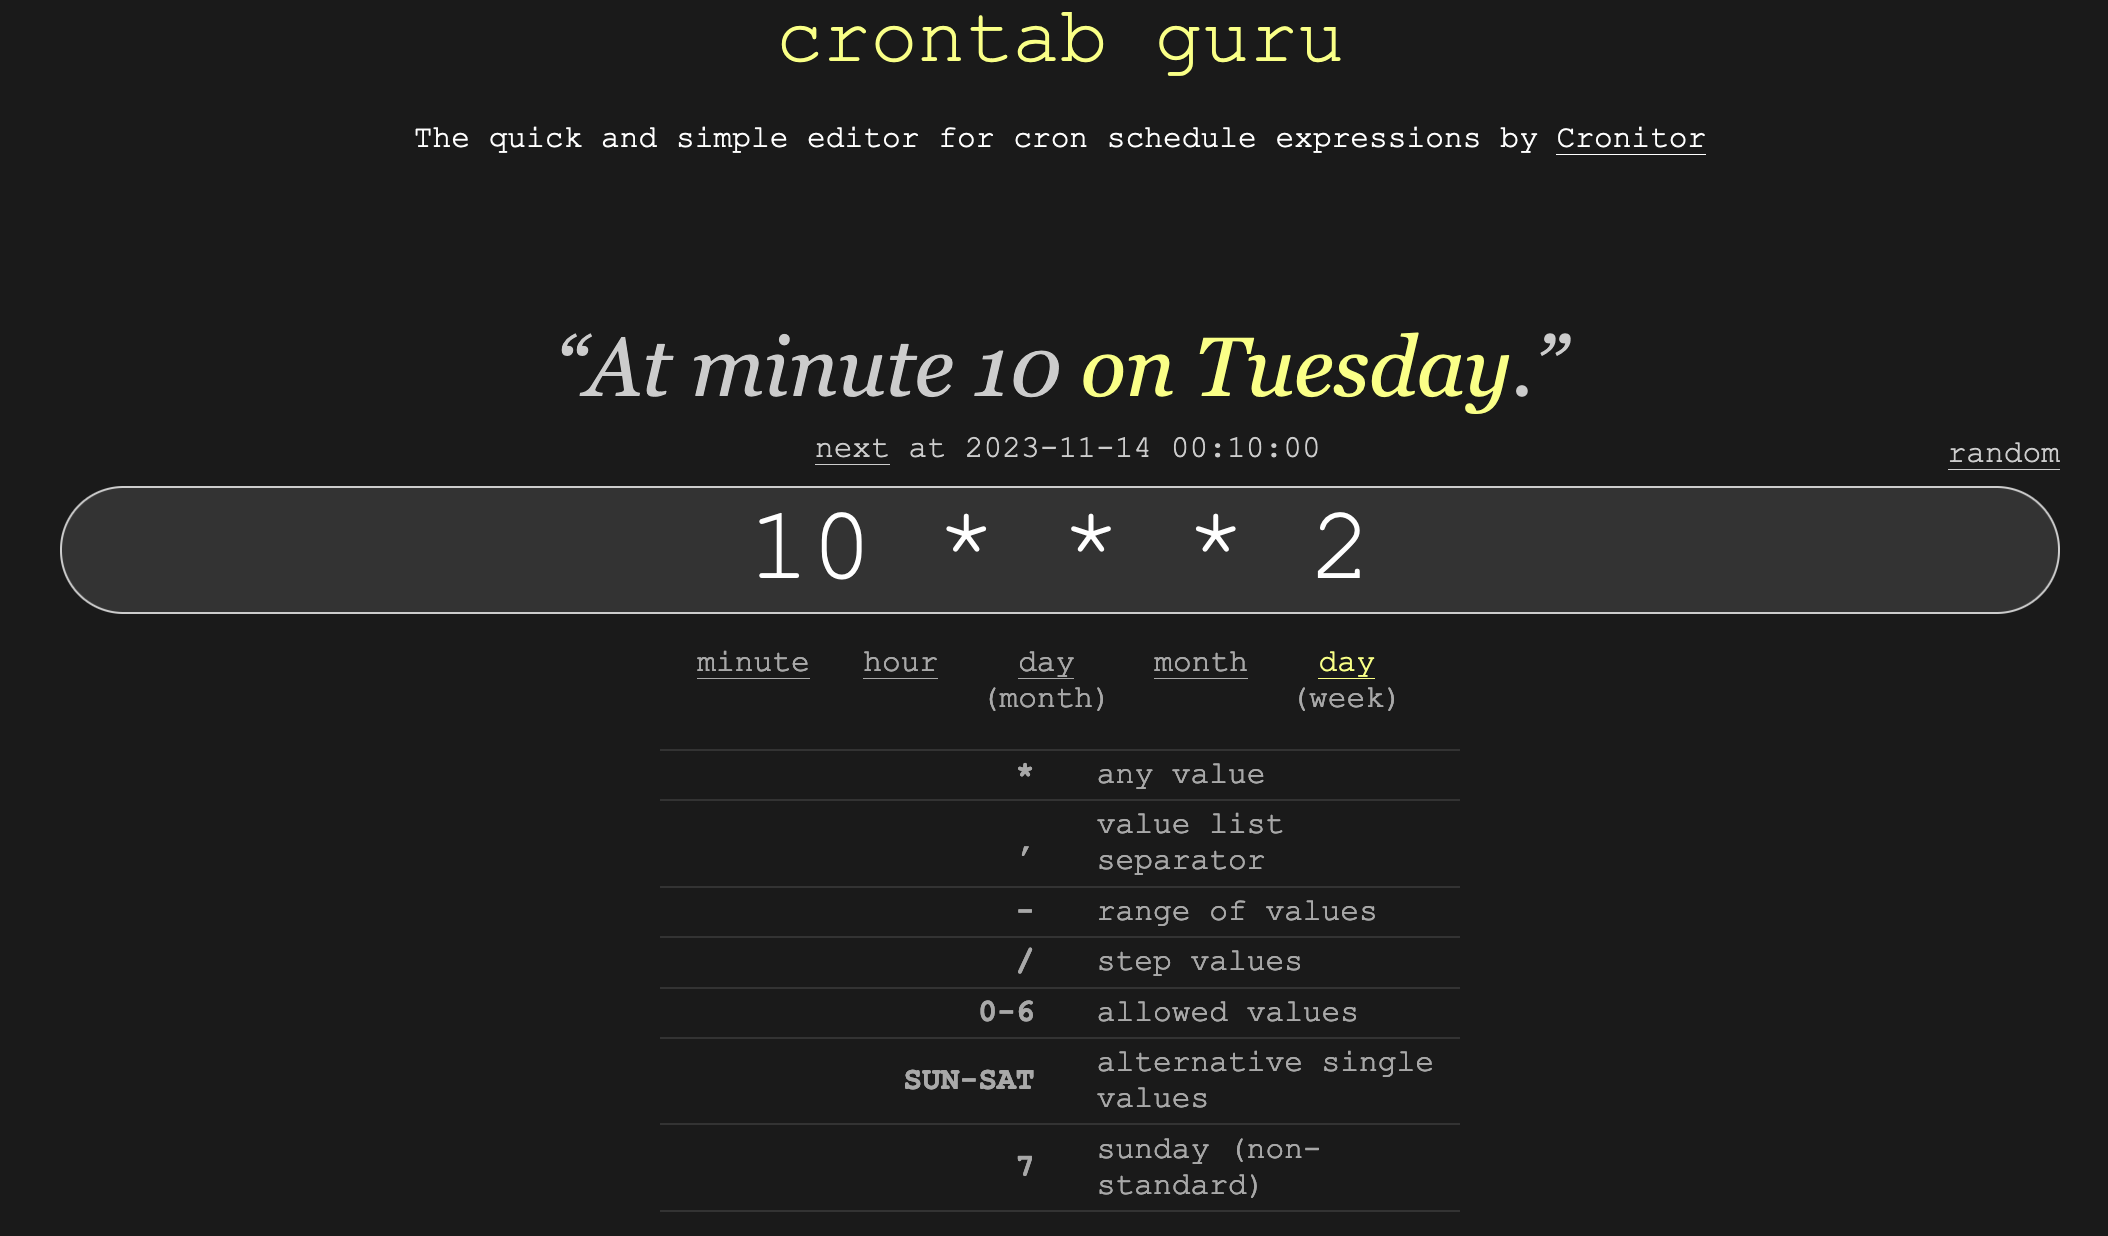 crontab guru
The quick and simple editor for cron schedule expressions by Cronitor
“At minute 10 on Tuesday.”
next at 2023-11-14 00:10:00
random
10 * * * 2
minute hour day month day
(month) (week)
* any value
, value list
separator
- range of values
/ step values
0-6 allowed values
SUN-SAT alternative single
values
7 sunday (non-
standard)